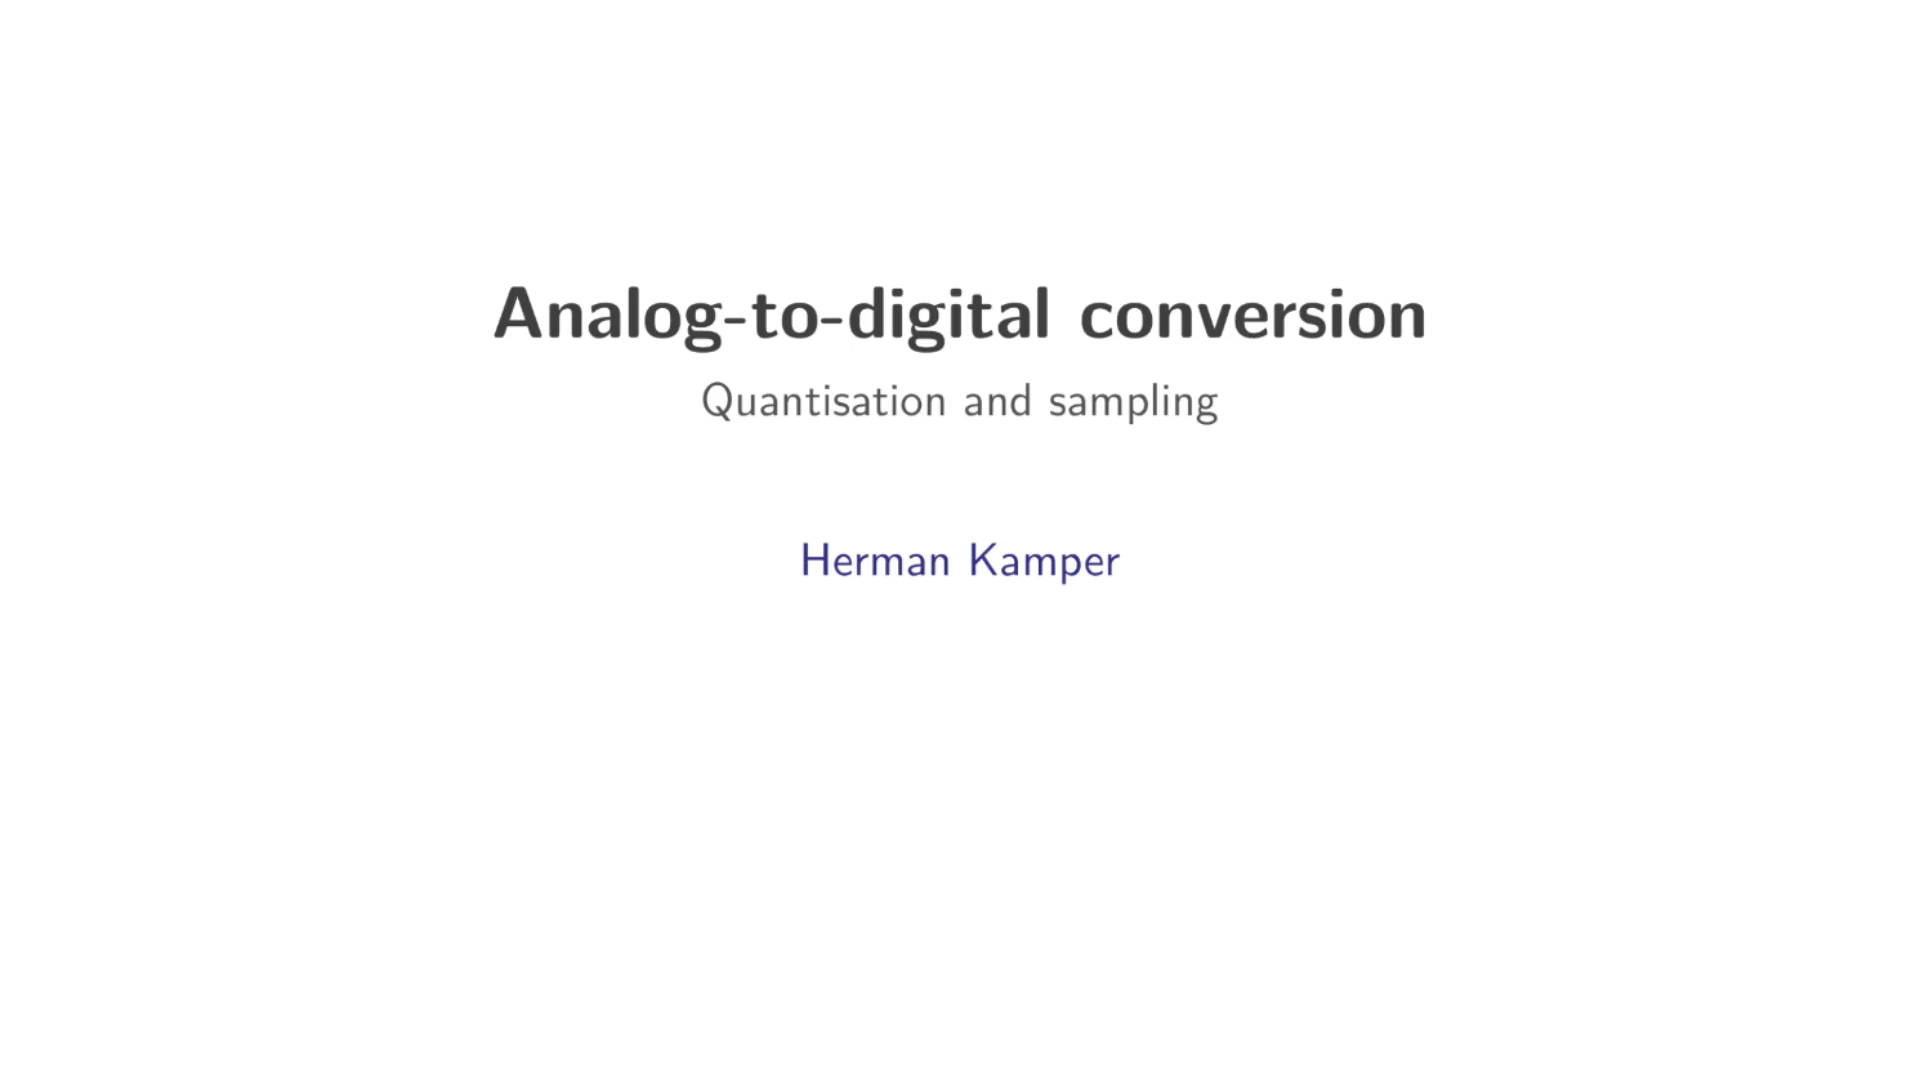 Analog-to-digital conversion
Quantisation and sampling
Herman Kamper